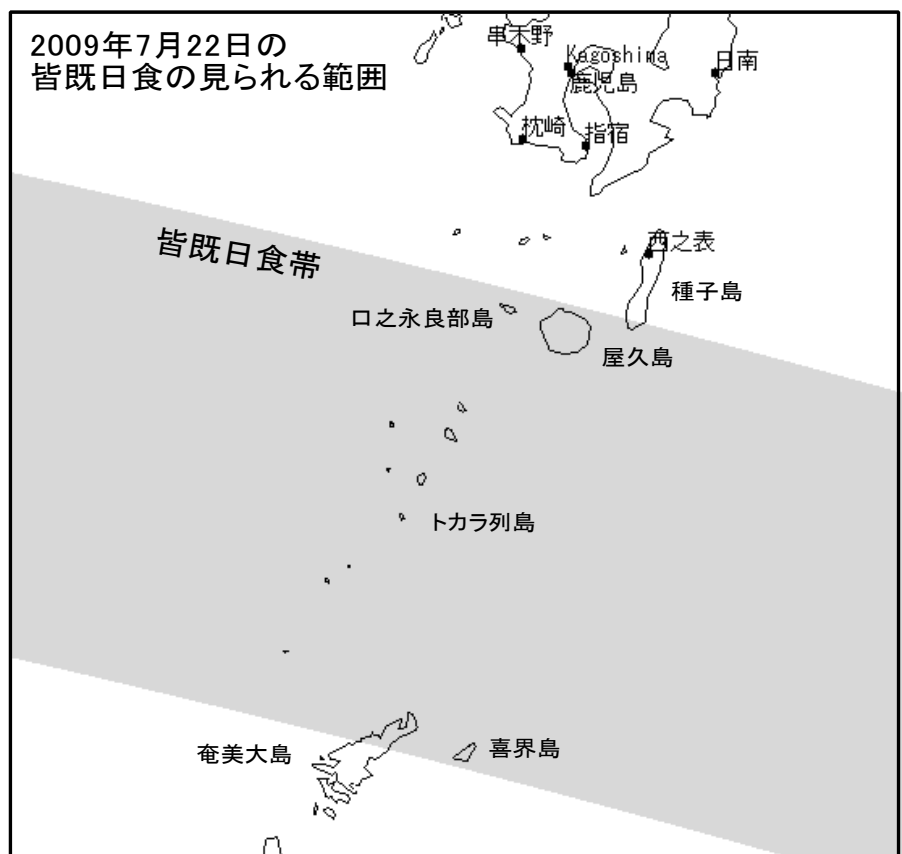 2009年7月22日の
皆既日食の見られる範囲
串木野
Kagoshima
鹿児島
日南
枕崎
指宿
西之表
皆既日食帯
種子島
口之永良部島
屋久島
トカラ列島
奄美大島
喜界島